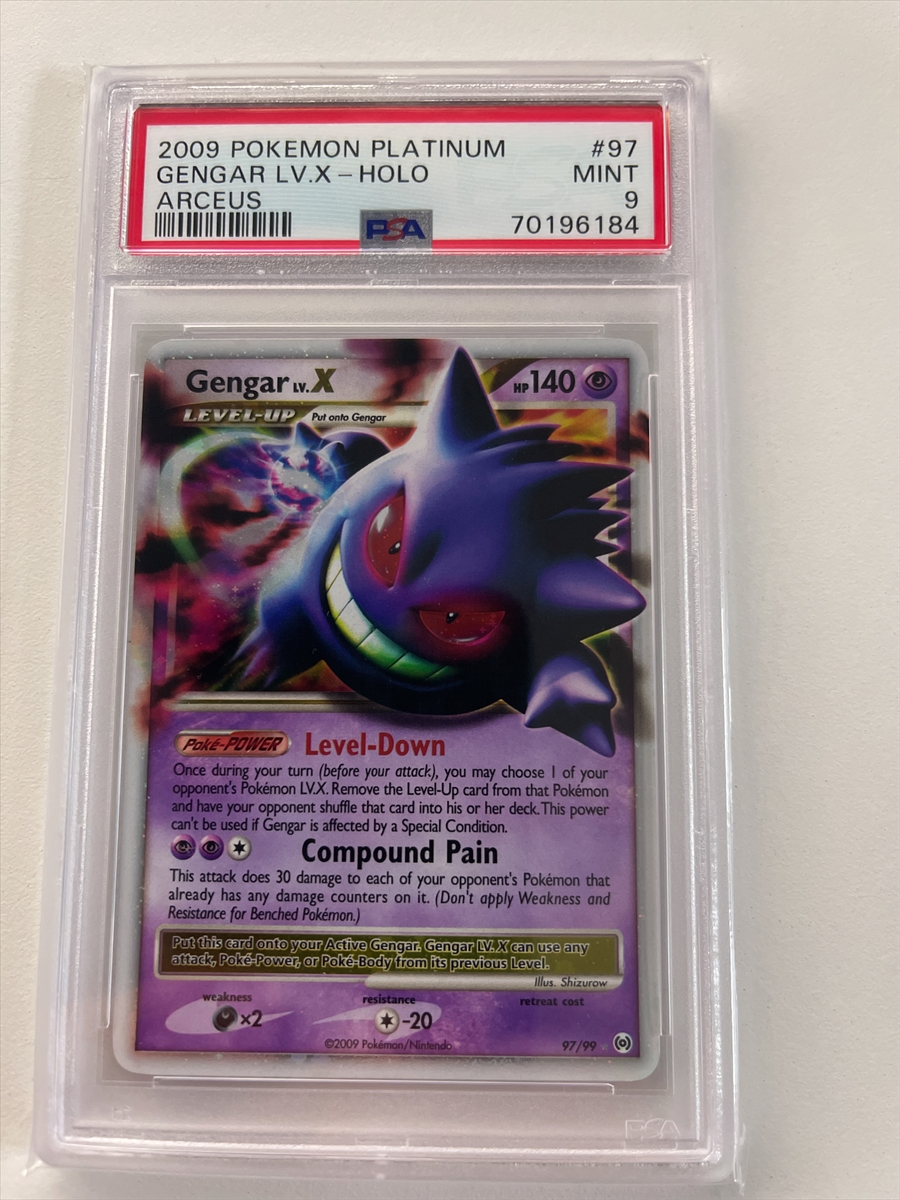 2009 POKEMON PLATINUM #97
GENGAR LV.X - HOLO MINT
ARCEUS 9
PSA 70196184
Gengar LV.X HP 140
LEVEL-UP Put onto Gengar
Poké-POWER Level-Down
Once during your turn (before your attack), you may choose 1 of your
opponent's Pokémon LV.X. Remove the Level-Up card from that Pokémon
and have your opponent shuffle that card into his or her deck. This power
can't be used if Gengar is affected by a Special Condition.
Compound Pain
This attack does 30 damage to each of your opponent's Pokémon that
already has any damage counters on it. (Don't apply Weakness and
Resistance for Benched Pokémon.)
Put this card onto your Active Gengar. Gengar LV. X can use any
attack, Poké-Power, or Poké-Body from its previous Level.
Illus. Shizurow
weakness resistance retreat cost
×2 -20
©2009 Pokémon/Nintendo 97/99
PSA